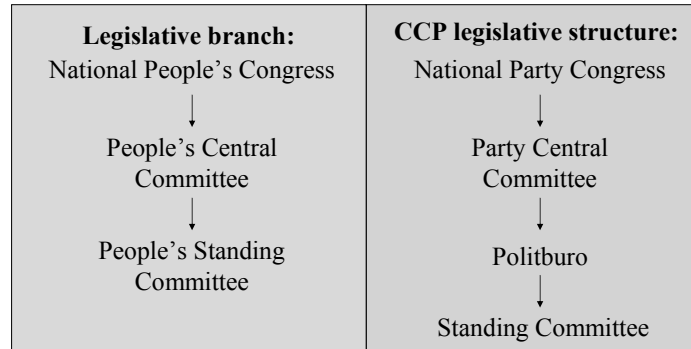 Legislative branch:
National People's Congress
People's Central
Committee
People's Standing
Committee
CCP legislative structure:
National Party Congress
Party Central
Committee
Politburo
Standing Committee